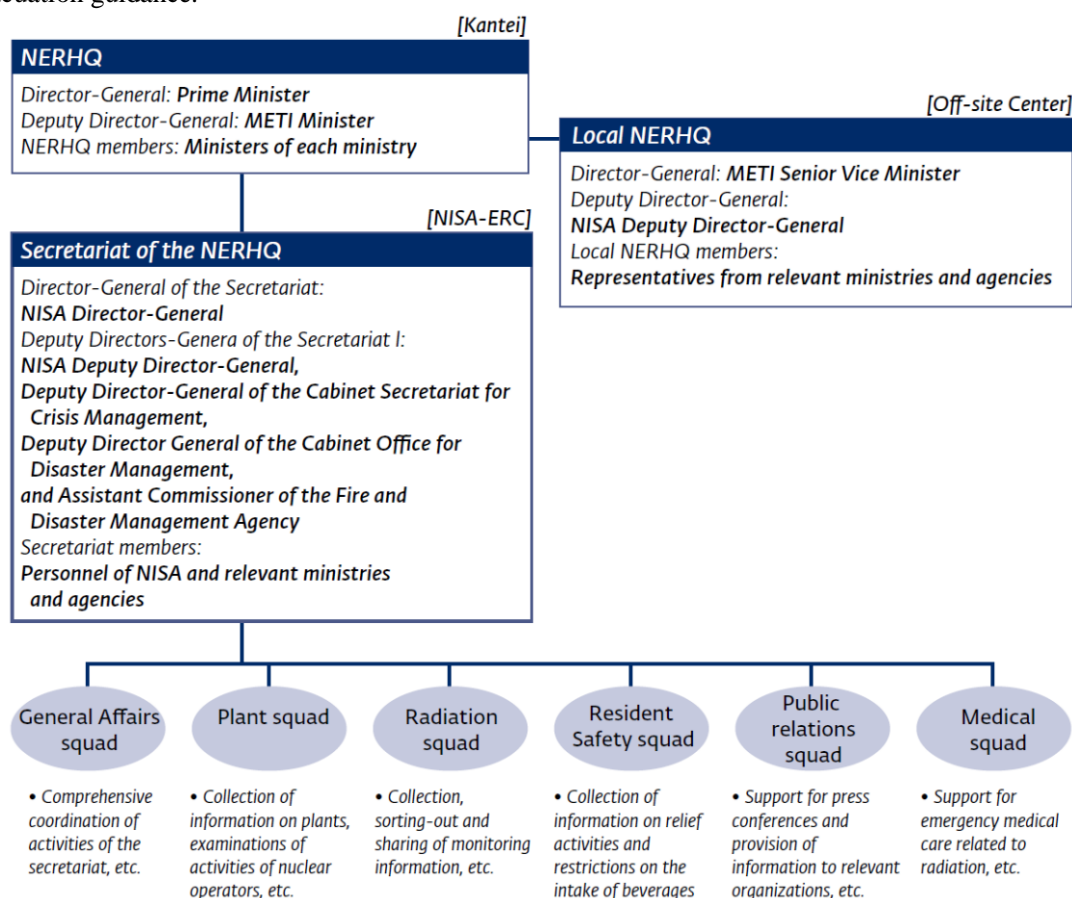 [Kantei]
NERHQ
Director-General: Prime Minister
Deputy Director-General: METI Minister
NERHQ members: Ministers of each ministry
[Off-site Center]
Local NERHQ
Director-General: METI Senior Vice Minister
Deputy Director-General:
NISA Deputy Director-General
Local NERHQ members:
Representatives from relevant ministries and agencies
[NISA-ERC]
Secretariat of the NERHQ
Director-General of the Secretariat:
NISA Director-General
Deputy Directors-Genera of the Secretariat l:
NISA Deputy Director-General,
Deputy Director-General of the Cabinet Secretariat for
Crisis Management,
Deputy Director General of the Cabinet Office for
Disaster Management,
and Assistant Commissioner of the Fire and
Disaster Management Agency
Secretariat members:
Personnel of NISA and relevant ministries
and agencies
General Affairs
squad
• Comprehensive
coordination of
activities of the
secretariat, etc.
Plant squad
• Collection of
information on plants,
examinations of
activities of nuclear
operators, etc.
Radiation
squad
• Collection,
sorting-out and
sharing of monitoring
information, etc.
Resident
Safety squad
• Collection of
information on relief
activities and
restrictions on the
intake of beverages
Public
relations
squad
• Support for press
conferences and
provision of
information to relevant
organizations, etc.
Medical
squad
• Support for
emergency medical
care related to
radiation, etc.